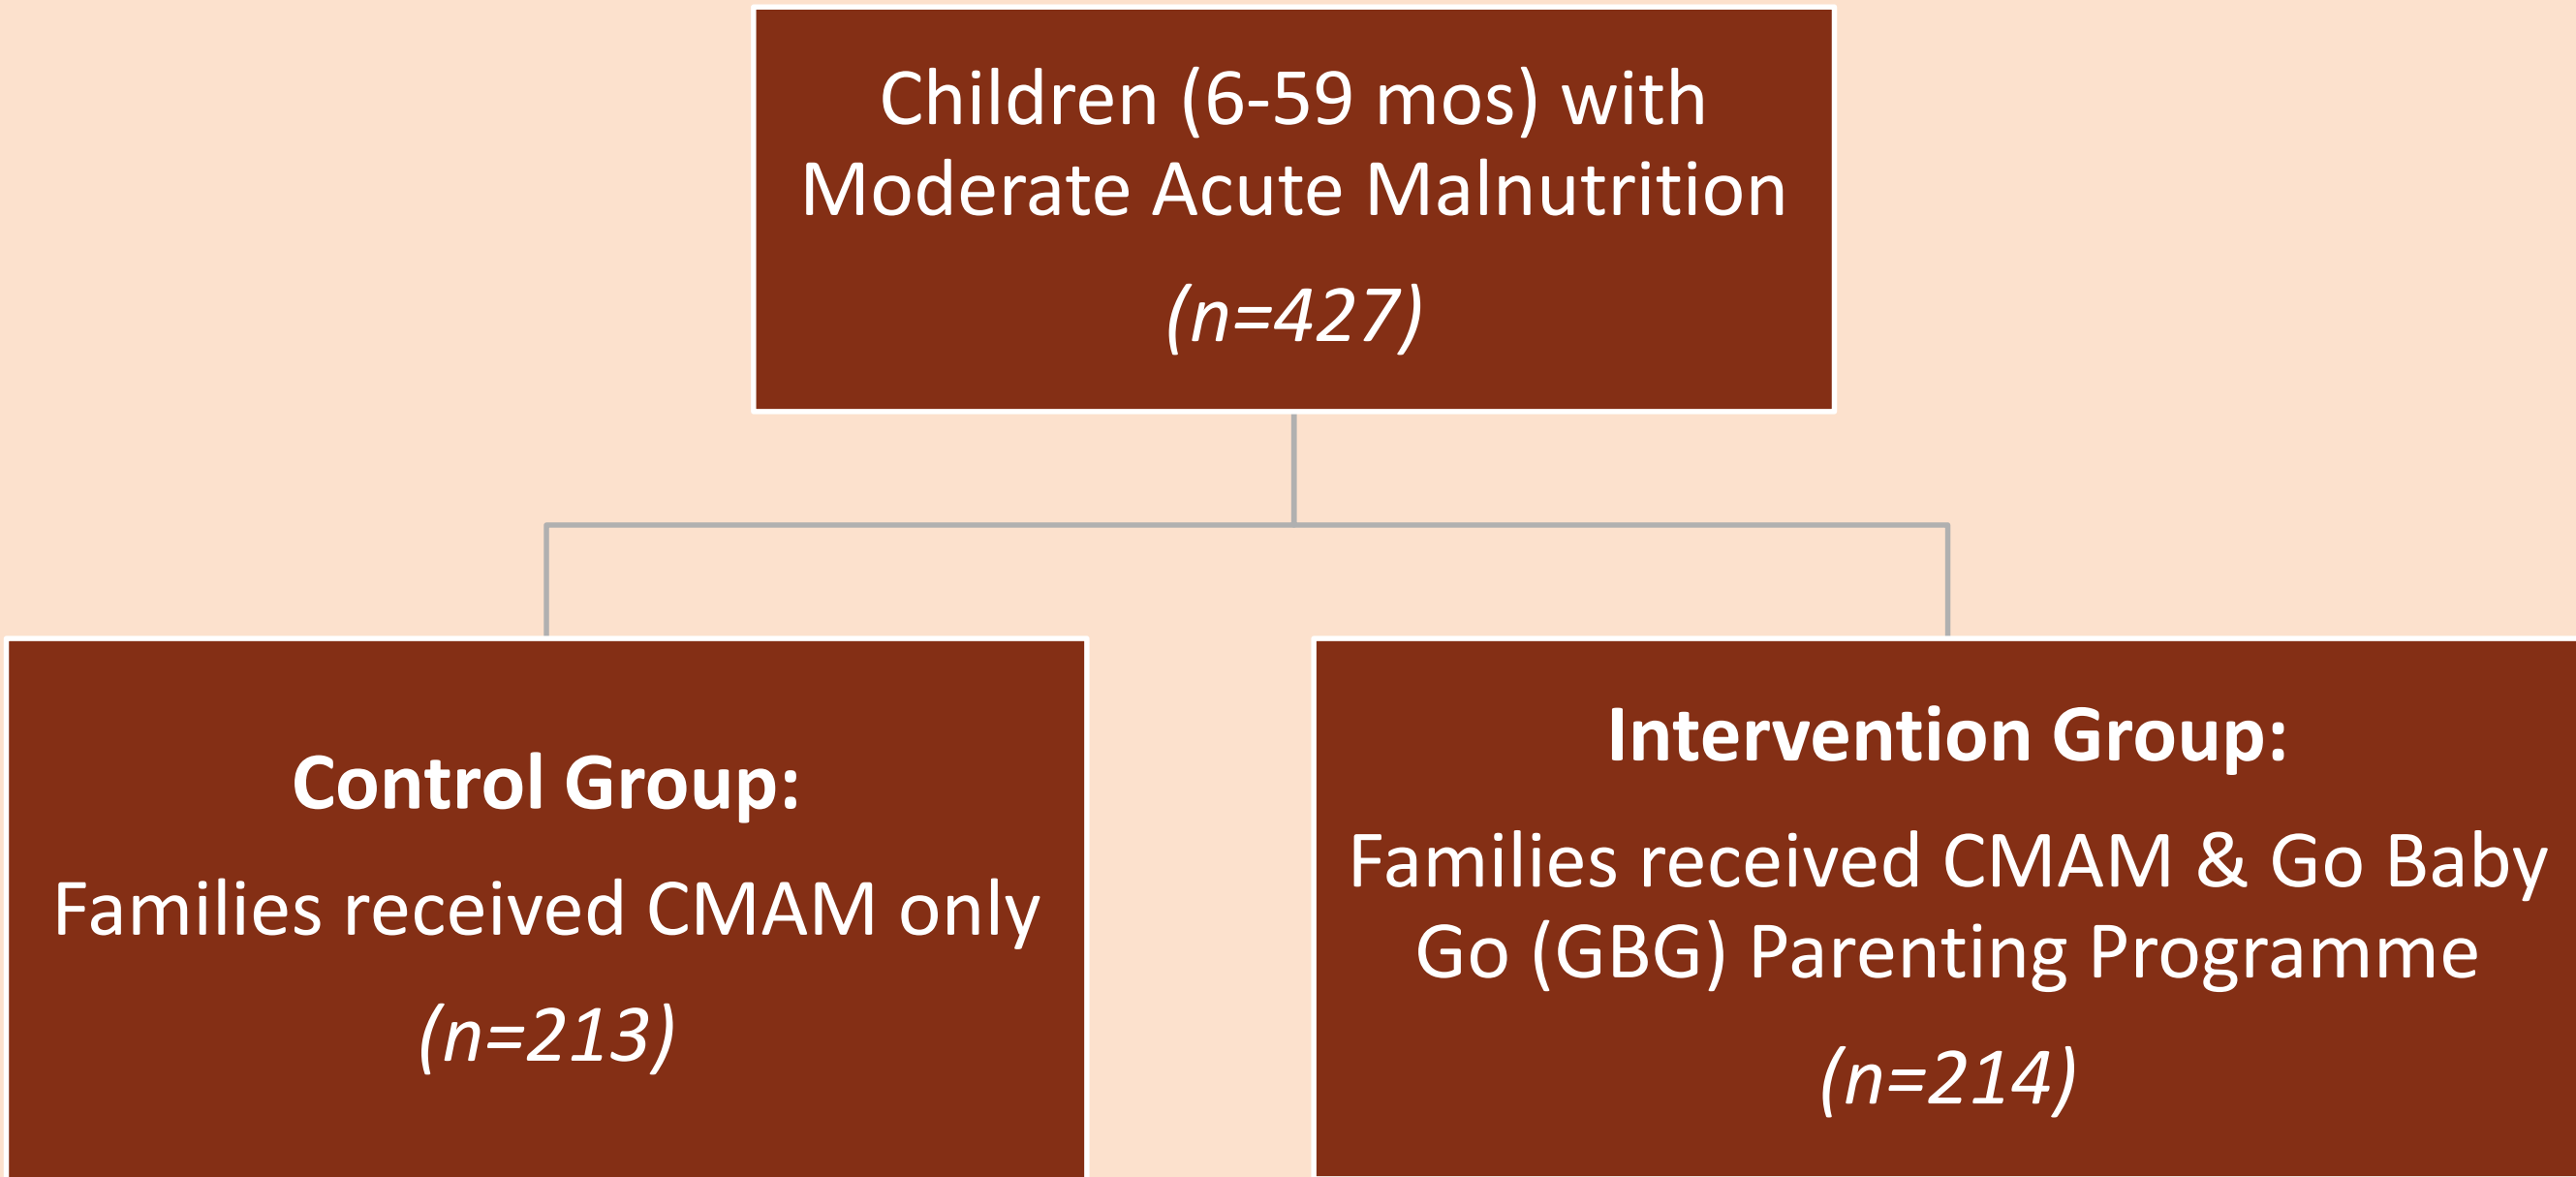 Children (6-59 mos) with
Moderate Acute Malnutrition
(n=427)
Control Group:
Families received CMAM only
(n=213)
Intervention Group:
Families received CMAM & Go Baby
Go (GBG) Parenting Programme
(n=214)